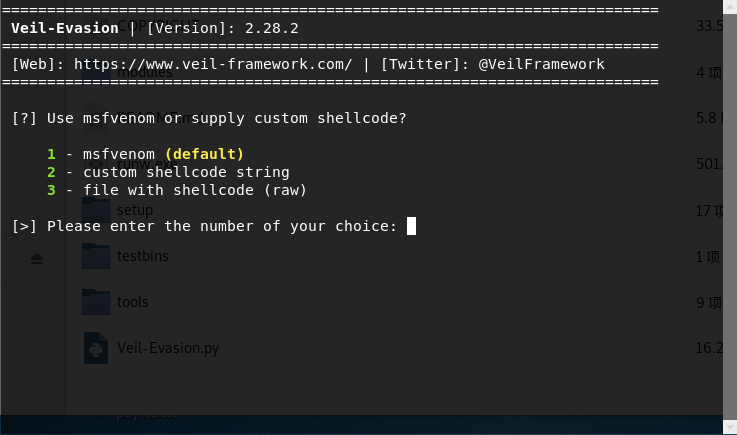 =========================================================================
Veil-Evasion | [Version]: 2.28.2
=========================================================================
[Web]: https://www.veil-framework.com/ | [Twitter]: @VeilFramework
=========================================================================
[?] Use msfvenom or supply custom shellcode?
1 - msfvenom (default)
2 - custom shellcode string
3 - file with shellcode (raw)
[>] Please enter the number of your choice:
33.5
modules 4 项
5.8
501.
setup 17 项
testbins 1 项
tools 9 项
Veil-Evasion.py 16.2